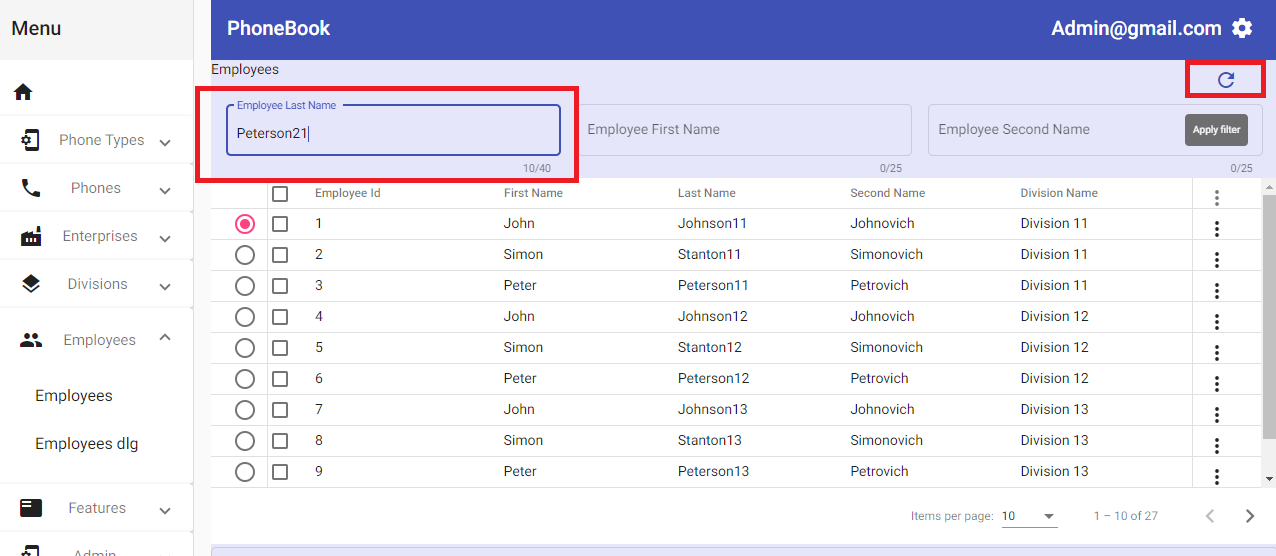 Menu
PhoneBook
Admin@gmail.com
Employees
Phone Types
Phones
Enterprises
Divisions
Employees
Employees
Employees dlg
Features
Admin
Employee Last Name
Peterson21
10/40
Employee First Name
0/25
Employee Second Name
Apply filter
0/25
Employee Id First Name Last Name Second Name Division Name
1 John Johnson11 Johnovich Division 11
2 Simon Stanton11 Simonovich Division 11
3 Peter Peterson11 Petrovich Division 11
4 John Johnson12 Johnovich Division 12
5 Simon Stanton12 Simonovich Division 12
6 Peter Peterson12 Petrovich Division 12
7 John Johnson13 Johnovich Division 13
8 Simon Stanton13 Simonovich Division 13
9 Peter Peterson13 Petrovich Division 13
Items per page: 10 1 – 10 of 27